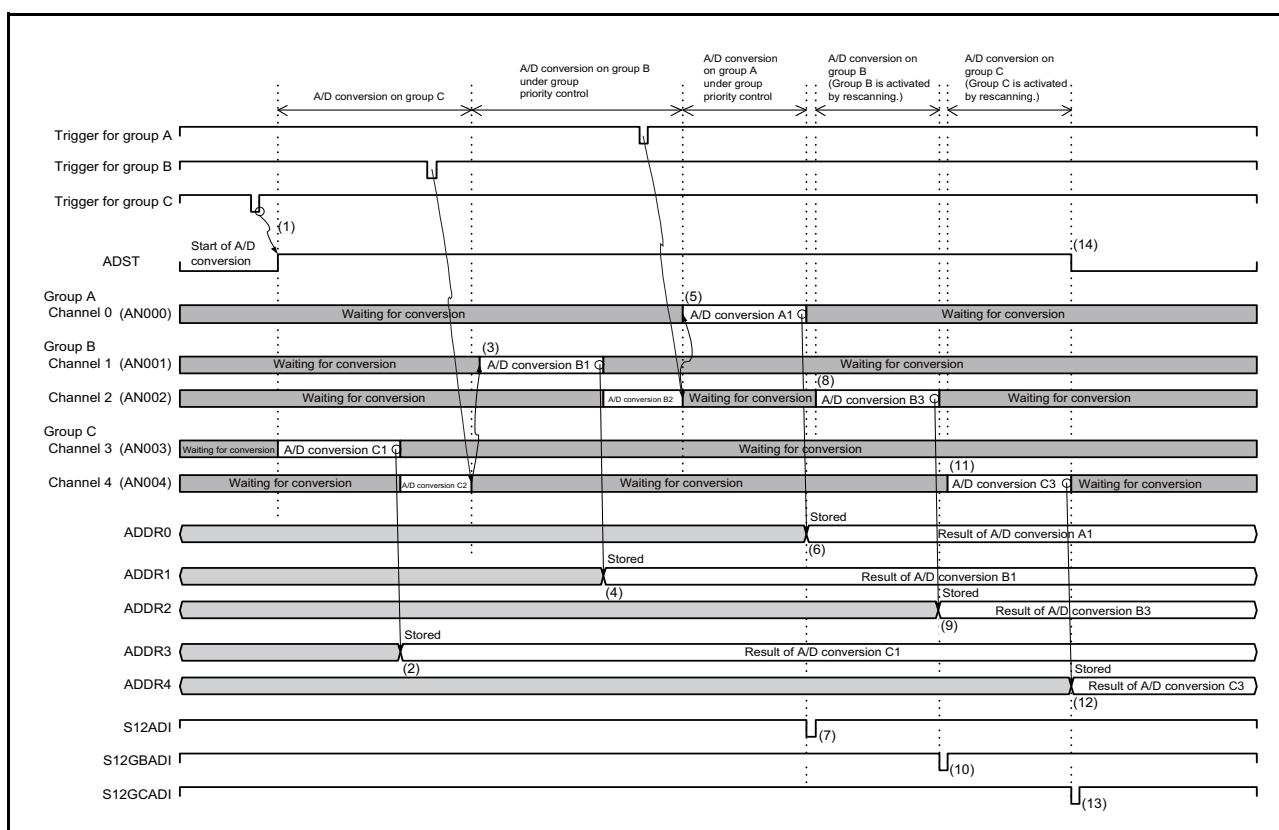 A/D conversion on group C
A/D conversion on group B
under group
priority control
A/D conversion
on group A
under group
priority control
A/D conversion on
group B
(Group B is activated
by rescanning.)
A/D conversion on
group C
(Group C is activated
by rescanning.)
Trigger for group A
Trigger for group B
Trigger for group C
(1)
Start of A/D
conversion
ADST
(14)
Group A
Channel 0 (AN000)
Waiting for conversion
(5)
A/D conversion A1
Waiting for conversion
Group B
Channel 1 (AN001)
Waiting for conversion
(3)
A/D conversion B1
Waiting for conversion
Channel 2 (AN002)
Waiting for conversion
A/D conversion B2
Waiting for conversion
(8)
A/D conversion B3
Waiting for conversion
Group C
Channel 3 (AN003)
Waiting for conversion
A/D conversion C1
Waiting for conversion
Channel 4 (AN004)
Waiting for conversion
A/D conversion C2
Waiting for conversion
(11)
A/D conversion C3
Waiting for conversion
ADDR0
Stored
Result of A/D conversion A1
(6)
ADDR1
Stored
Result of A/D conversion B1
(4)
ADDR2
Stored
Result of A/D conversion B3
(9)
ADDR3
Stored
Result of A/D conversion C1
(2)
ADDR4
Stored
Result of A/D conversion C3
(12)
S12ADI
(7)
S12GBADI
(10)
S12GCADI
(13)